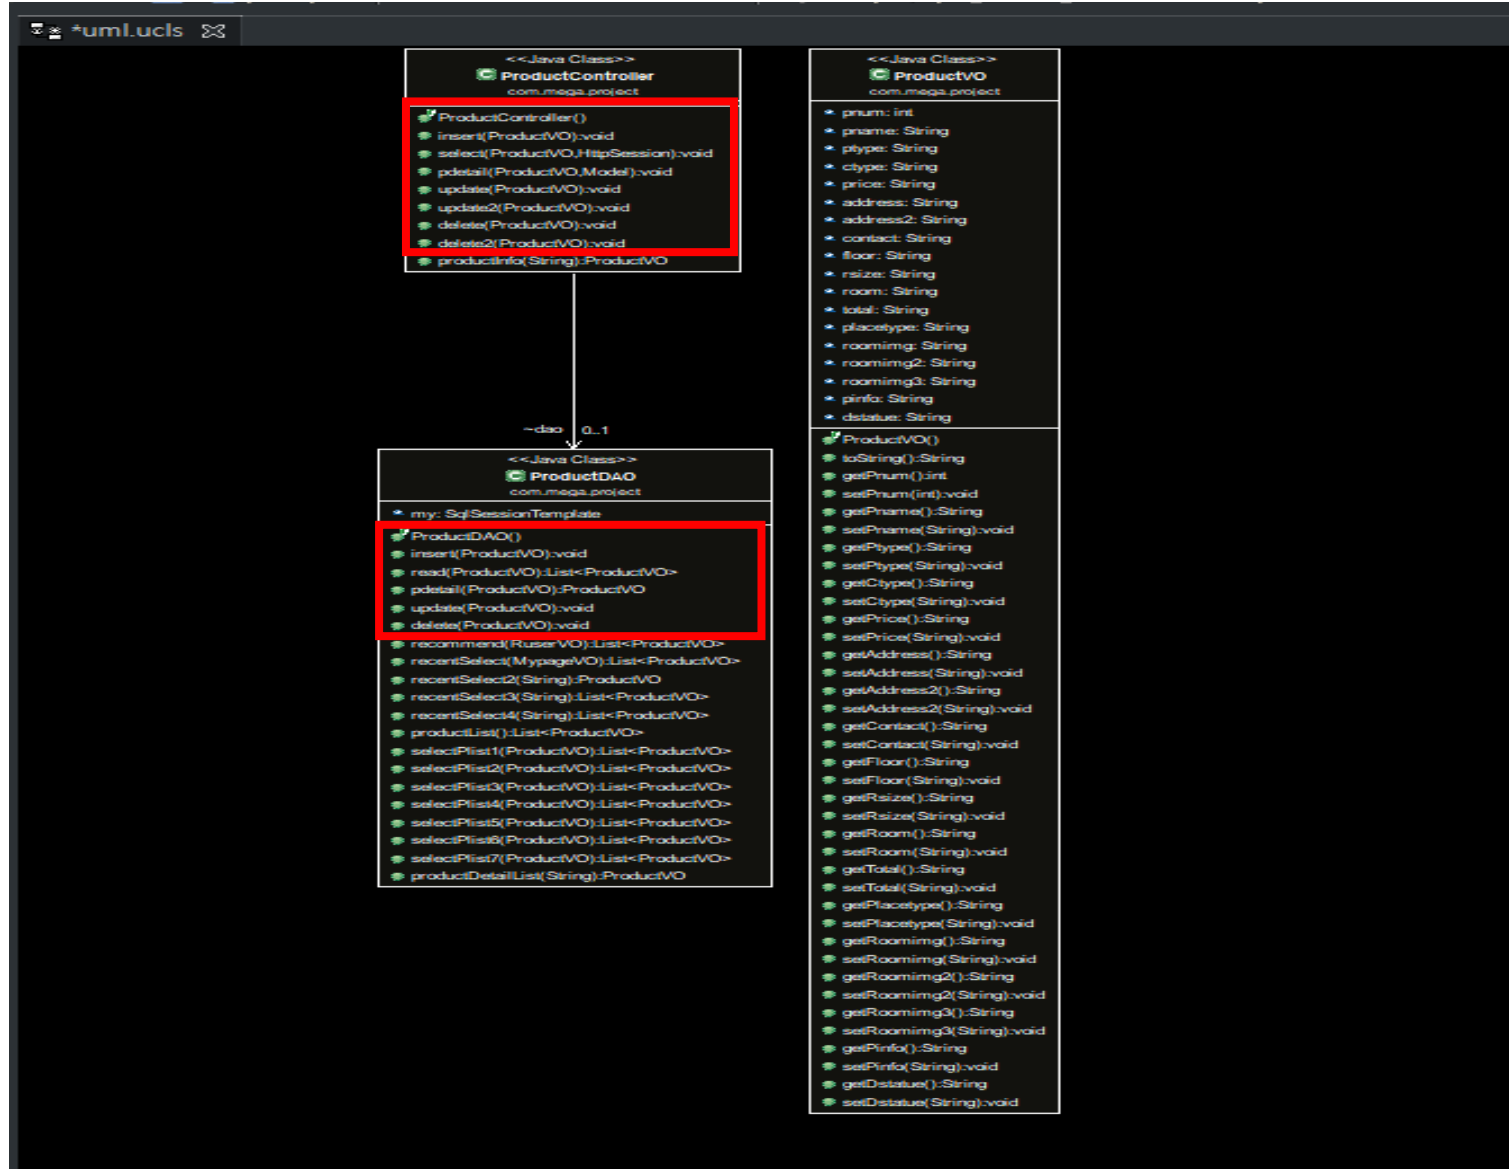 *uml.ucls
<<Java Class>>
ProductController
com.mega.project
ProductController()
insert(ProductVO):void
select(ProductVO,HttpSession):void
pdetail(ProductVO,Model):void
update(ProductVO):void
update2(ProductVO):void
delete(ProductVO):void
delete2(ProductVO):void
productInfo(String):ProductVO
~dao 0..1
<<Java Class>>
ProductDAO
com.mega.project
my: SqlSessionTemplate
ProductDAO()
insert(ProductVO):void
read(ProductVO):List<ProductVO>
pdetail(ProductVO):ProductVO
update(ProductVO):void
delete(ProductVO):void
recommend(RuserVO):List<ProductVO>
recentSelect(MypageVO):List<ProductVO>
recentSelect2(String):ProductVO
recentSelect3(String):List<ProductVO>
recentSelect4(String):List<ProductVO>
productList():List<ProductVO>
selectPlist1(ProductVO):List<ProductVO>
selectPlist2(ProductVO):List<ProductVO>
selectPlist3(ProductVO):List<ProductVO>
selectPlist4(ProductVO):List<ProductVO>
selectPlist5(ProductVO):List<ProductVO>
selectPlist6(ProductVO):List<ProductVO>
selectPlist7(ProductVO):List<ProductVO>
productDetailList(String):ProductVO
<<Java Class>>
ProductVO
com.mega.project
pnum: int
pname: String
ptype: String
ctype: String
price: String
address: String
address2: String
contact: String
floor: String
rsize: String
room: String
total: String
placetype: String
roomimg: String
roomimg2: String
roomimg3: String
pinfo: String
dstatue: String
ProductVO()
toString():String
getPnum():int
setPnum(int):void
getPname():String
setPname(String):void
getPtype():String
setPtype(String):void
getCtype():String
setCtype(String):void
getPrice():String
setPrice(String):void
getAddress():String
setAddress(String):void
getAddress2():String
setAddress2(String):void
getContact():String
setContact(String):void
getFloor():String
setFloor(String):void
getRsize():String
setRsize(String):void
getRoom():String
setRoom(String):void
getTotal():String
setTotal(String):void
getPlacetype():String
setPlacetype(String):void
getRoomimg():String
setRoomimg(String):void
getRoomimg2():String
setRoomimg2(String):void
getRoomimg3():String
setRoomimg3(String):void
getPinfo():String
setPinfo(String):void
getDstatue():String
setDstatue(String):void